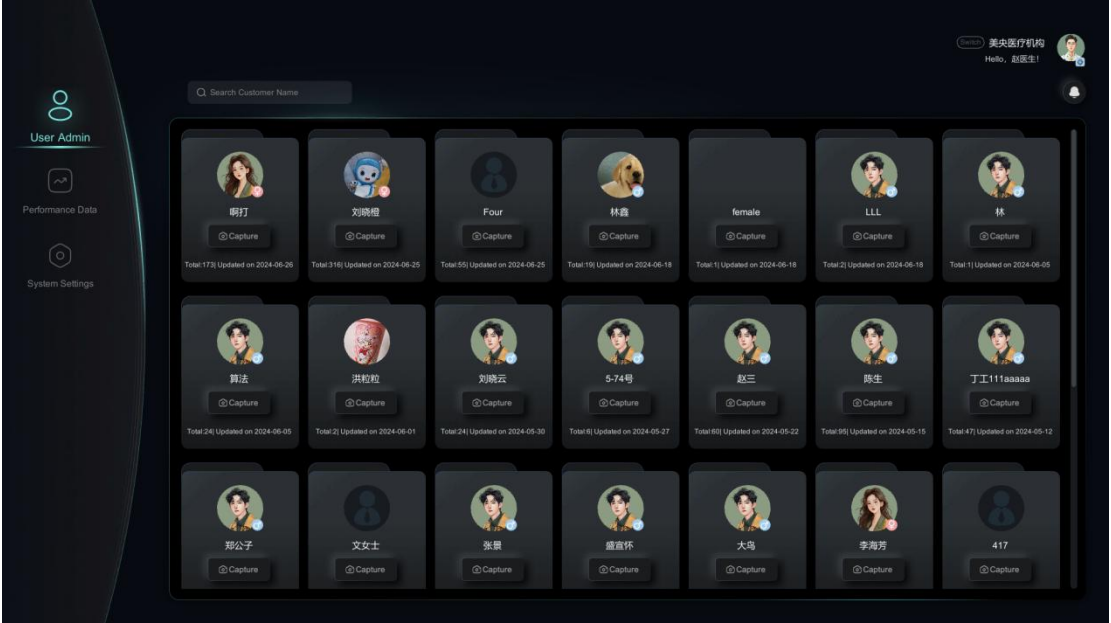 Switch 美央医疗机构
Hello，赵医生！
Search Customer Name
User Admin
Performance Data
System Settings
啊打
刘晓橙
Four
林鑫
female
LLL
林
Capture
Capture
Capture
Capture
Capture
Capture
Capture
Total:173| Updated on 2024-06-26
Total:316| Updated on 2024-06-25
Total:55| Updated on 2024-06-25
Total:19| Updated on 2024-06-18
Total:1| Updated on 2024-06-18
Total:2| Updated on 2024-06-18
Total:1| Updated on 2024-06-05
算法
洪粒粒
刘晓云
5-74号
赵三
陈生
丁工111aaaaa
Capture
Capture
Capture
Capture
Capture
Capture
Capture
Total:24| Updated on 2024-06-05
Total:2| Updated on 2024-06-01
Total:24| Updated on 2024-05-30
Total:6| Updated on 2024-05-27
Total:60| Updated on 2024-05-22
Total:95| Updated on 2024-05-15
Total:47| Updated on 2024-05-12
郑公子
文女士
张景
盛宣怀
大鸟
李海芳
417
Capture
Capture
Capture
Capture
Capture
Capture
Capture